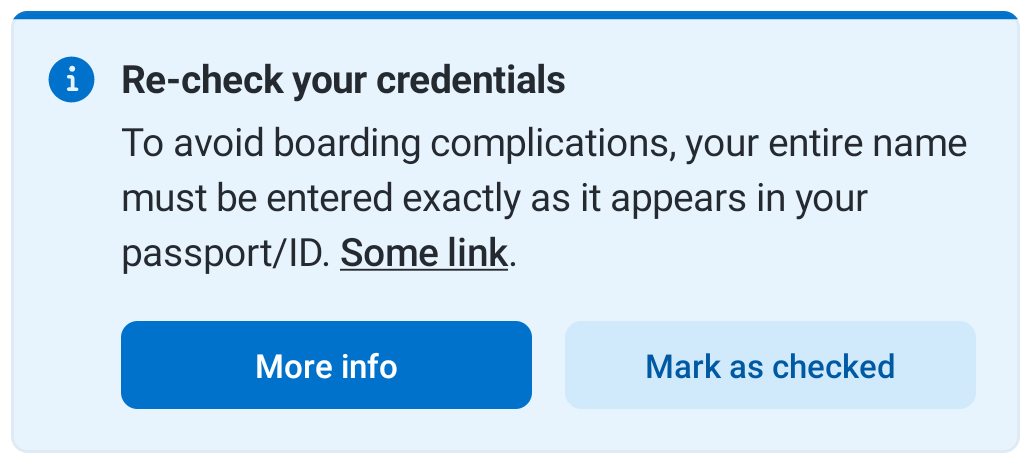 Re-check your credentials
To avoid boarding complications, your entire name
must be entered exactly as it appears in your
passport/ID. Some link.
More info
Mark as checked